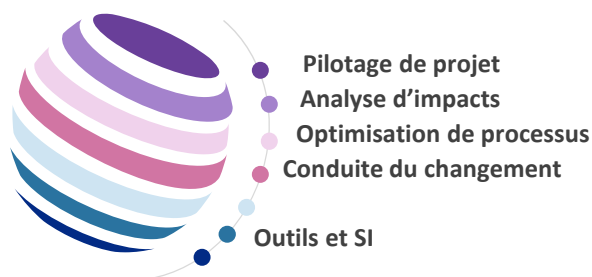 Pilotage de projet
Analyse d’impacts
Optimisation de processus
Conduite du changement
Outils et SI